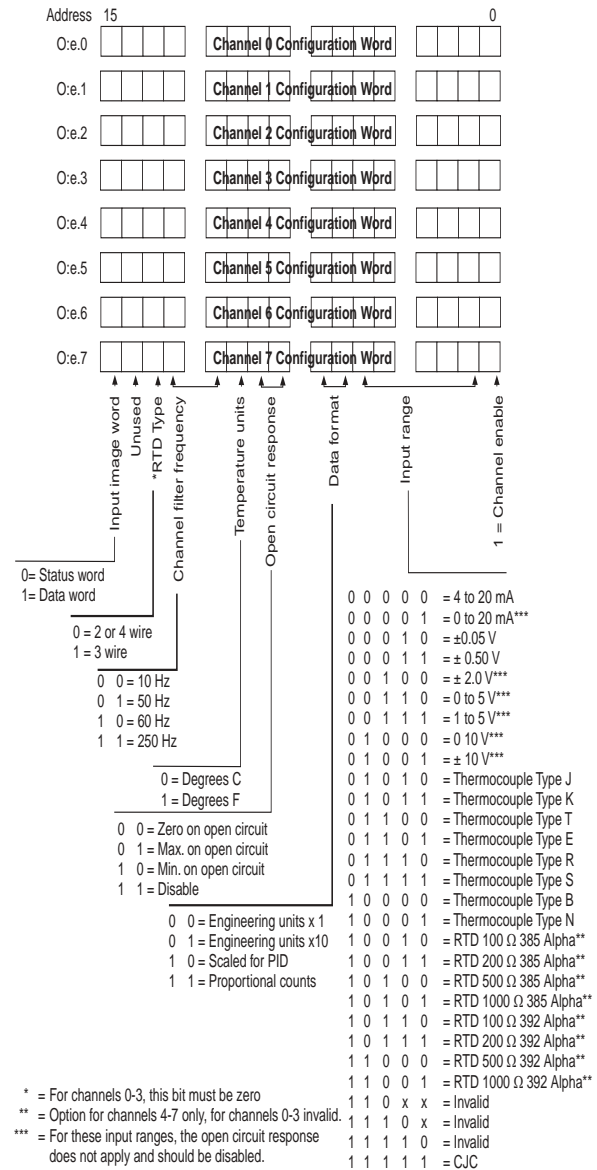 Address 15 0
O:e.0 Channel 0 Configuration Word
O:e.1 Channel 1 Configuration Word
O:e.2 Channel 2 Configuration Word
O:e.3 Channel 3 Configuration Word
O:e.4 Channel 4 Configuration Word
O:e.5 Channel 5 Configuration Word
O:e.6 Channel 6 Configuration Word
O:e.7 Channel 7 Configuration Word
Input image word
Unused
*RTD Type
Channel filter frequency
Temperature units
Open circuit response
Data format
Input range
1 = Channel enable
0= Status word
1= Data word
0 = 2 or 4 wire
1 = 3 wire
0 0 = 10 Hz
0 1 = 50 Hz
1 0 = 60 Hz
1 1 = 250 Hz
0 = Degrees C
1 = Degrees F
0 0 = Zero on open circuit
0 1 = Max. on open circuit
1 0 = Min. on open circuit
1 1 = Disable
0 0 = Engineering units x 1
0 1 = Engineering units x10
1 0 = Scaled for PID
1 1 = Proportional counts
0 0 0 0 0 = 4 to 20 mA
0 0 0 0 1 = 0 to 20 mA***
0 0 0 1 0 = ±0.05 V
0 0 0 1 1 = ± 0.50 V
0 0 1 0 0 = ± 2.0 V***
0 0 1 1 0 = 0 to 5 V***
0 0 1 1 1 = 1 to 5 V***
0 1 0 0 0 = 0 10 V***
0 1 0 0 1 = ± 10 V***
0 1 0 1 0 = Thermocouple Type J
0 1 0 1 1 = Thermocouple Type K
0 1 1 0 0 = Thermocouple Type T
0 1 1 0 1 = Thermocouple Type E
0 1 1 1 0 = Thermocouple Type R
0 1 1 1 1 = Thermocouple Type S
1 0 0 0 0 = Thermocouple Type B
1 0 0 0 1 = Thermocouple Type N
1 0 0 1 0 = RTD 100 Ω 385 Alpha**
1 0 0 1 1 = RTD 200 Ω 385 Alpha**
1 0 1 0 0 = RTD 500 Ω 385 Alpha**
1 0 1 0 1 = RTD 1000 Ω 385 Alpha**
1 0 1 1 0 = RTD 100 Ω 392 Alpha**
1 0 1 1 1 = RTD 200 Ω 392 Alpha**
1 1 0 0 0 = RTD 500 Ω 392 Alpha**
1 1 0 0 1 = RTD 1000 Ω 392 Alpha**
1 1 0 x x = Invalid
1 1 1 0 x = Invalid
1 1 1 1 0 = Invalid
1 1 1 1 1 = CJC
* = For channels 0-3, this bit must be zero
** = Option for channels 4-7 only, for channels 0-3 invalid.
*** = For these input ranges, the open circuit response
does not apply and should be disabled.